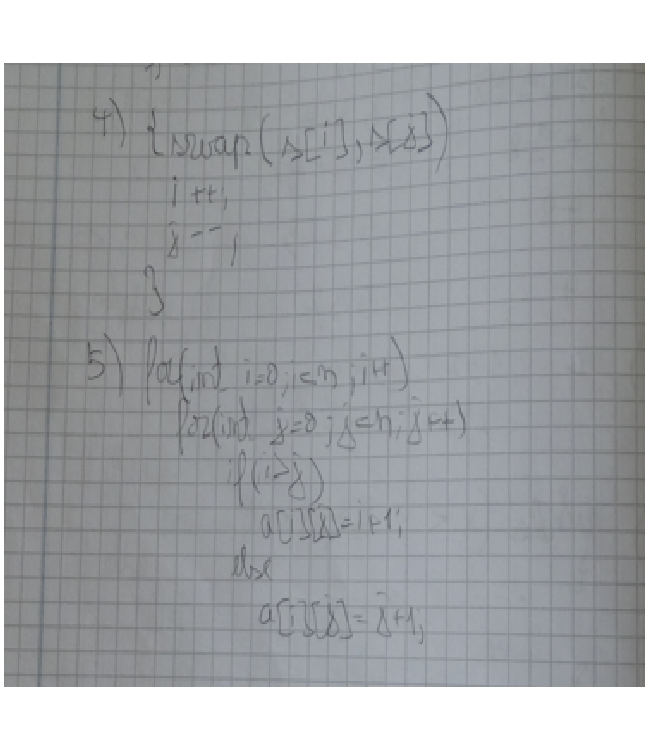 4) {swap(s[i], s[j])
i++;
j--;
}
5) for(int i=0; i<n; i++)
for(int j=0; j<n; j++)
if(i>j)
a[i][j]=i+1;
else
a[i][j]=j+1;